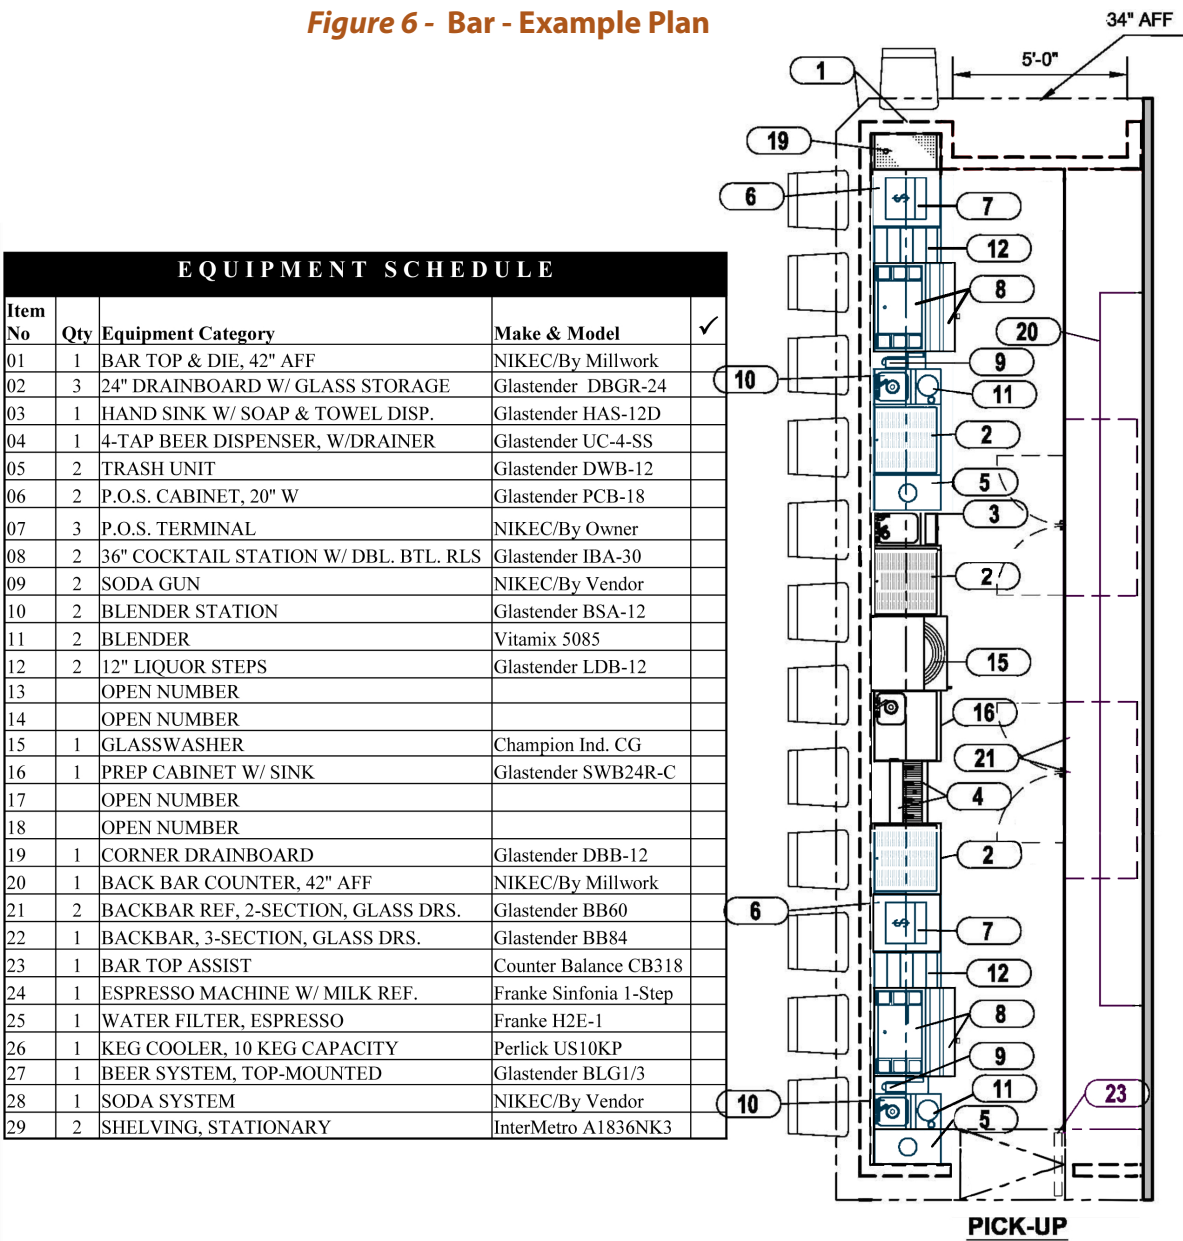 Figure 6 - Bar - Example Plan
34" AFF
5'-0"
EQUIPMENT SCHEDULE
Item No Qty Equipment Category Make & Model ✓
01 1 BAR TOP & DIE, 42" AFF NIKEC/By Millwork
02 3 24" DRAINBOARD W/ GLASS STORAGE Glastender DBGR-24
03 1 HAND SINK W/ SOAP & TOWEL DISP. Glastender HAS-12D
04 1 4-TAP BEER DISPENSER, W/DRAINER Glastender UC-4-SS
05 2 TRASH UNIT Glastender DWB-12
06 2 P.O.S. CABINET, 20" W Glastender PCB-18
07 3 P.O.S. TERMINAL NIKEC/By Owner
08 2 36" COCKTAIL STATION W/ DBL. BTL. RLS Glastender IBA-30
09 2 SODA GUN NIKEC/By Vendor
10 2 BLENDER STATION Glastender BSA-12
11 2 BLENDER Vitamix 5085
12 2 12" LIQUOR STEPS Glastender LDB-12
13 OPEN NUMBER
14 OPEN NUMBER
15 1 GLASSWASHER Champion Ind. CG
16 1 PREP CABINET W/ SINK Glastender SWB24R-C
17 OPEN NUMBER
18 OPEN NUMBER
19 1 CORNER DRAINBOARD Glastender DBB-12
20 1 BACK BAR COUNTER, 42" AFF NIKEC/By Millwork
21 2 BACKBAR REF, 2-SECTION, GLASS DRS. Glastender BB60
22 1 BACKBAR, 3-SECTION, GLASS DRS. Glastender BB84
23 1 BAR TOP ASSIST Counter Balance CB318
24 1 ESPRESSO MACHINE W/ MILK REF. Franke Sinfonia 1-Step
25 1 WATER FILTER, ESPRESSO Franke H2E-1
26 1 KEG COOLER, 10 KEG CAPACITY Perlick US10KP
27 1 BEER SYSTEM, TOP-MOUNTED Glastender BLG1/3
28 1 SODA SYSTEM NIKEC/By Vendor
29 2 SHELVING, STATIONARY InterMetro A1836NK3
1
19
6
$
7
12
8
20
9
10
11
2
5
3
2
15
16
21
4
2
6
$
7
12
8
9
10
11
23
5
PICK-UP